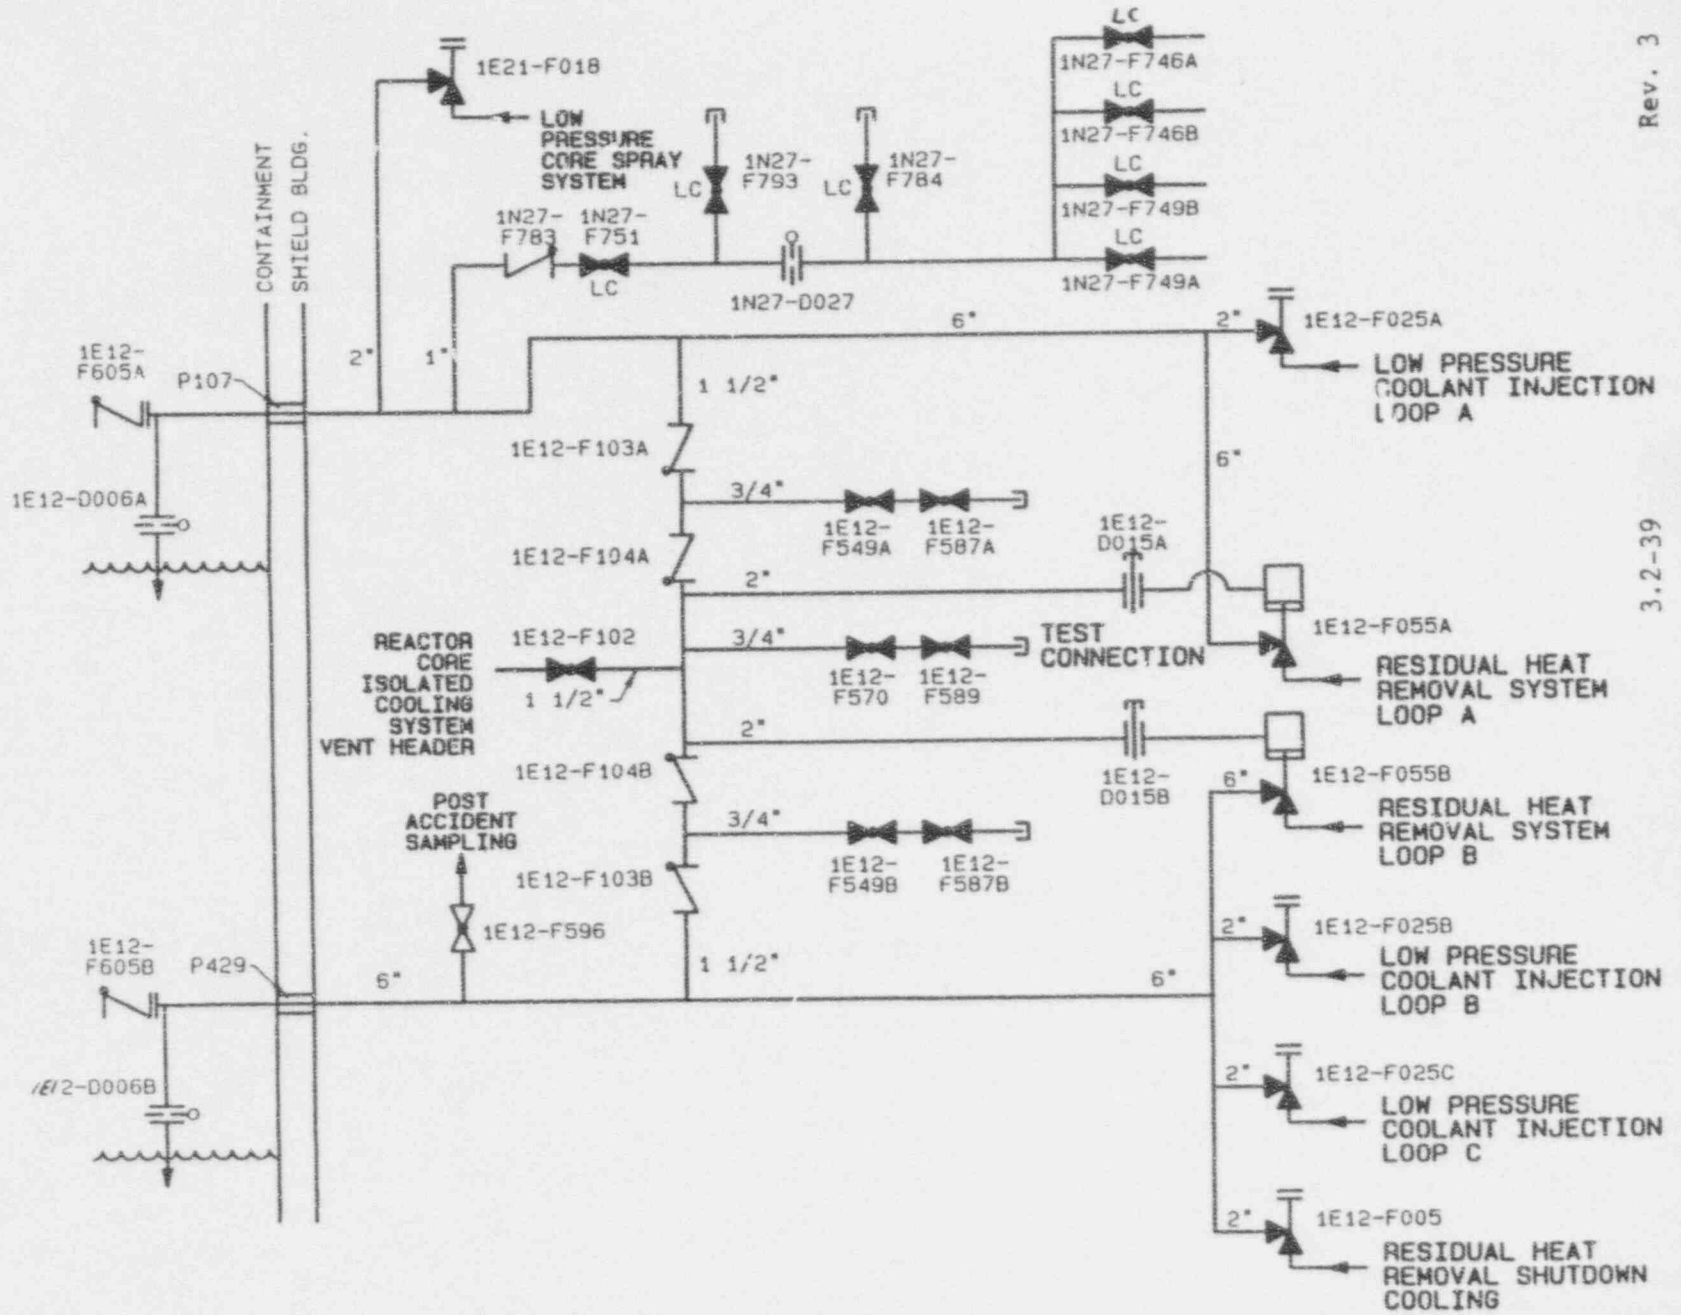 LC
1N27-F746A
LC
1N27-F746B
LC
1N27-F749B
LC
1N27-F749A
Rev. 3
3.2-39
1E21-F018
LOW
PRESSURE
CORE SPRAY
SYSTEM
CONTAINMENT
SHIELD BLDG.
1N27-
F793
LC
1N27-
F784
LC
1N27-
F783
1N27-
F751
LC
1N27-D027
6"
2"
1E12-F025A
LOW PRESSURE
COOLANT INJECTION
LOOP A
1E12-
F605A
P107
2"
1"
1 1/2"
1E12-F103A
6"
1E12-D006A
3/4"
1E12-
F549A
1E12-
F587A
1E12-
D015A
1E12-F104A
2"
REACTOR
CORE
ISOLATED
COOLING
SYSTEM
VENT HEADER
1E12-F102
1 1/2"
3/4"
1E12-
F570
1E12-
F589
TEST
CONNECTION
1E12-F055A
RESIDUAL HEAT
REMOVAL SYSTEM
LOOP A
2"
1E12-
D015B
1E12-F104B
6"
1E12-F055B
RESIDUAL HEAT
REMOVAL SYSTEM
LOOP B
POST
ACCIDENT
SAMPLING
3/4"
1E12-
F549B
1E12-
F587B
1E12-F103B
1E12-F596
1E12-
F605B
P429
6"
1 1/2"
6"
2"
1E12-F025B
LOW PRESSURE
COOLANT INJECTION
LOOP B
1E12-D006B
2"
1E12-F025C
LOW PRESSURE
COOLANT INJECTION
LOOP C
2"
1E12-F005
RESIDUAL HEAT
REMOVAL SHUTDOWN
COOLING